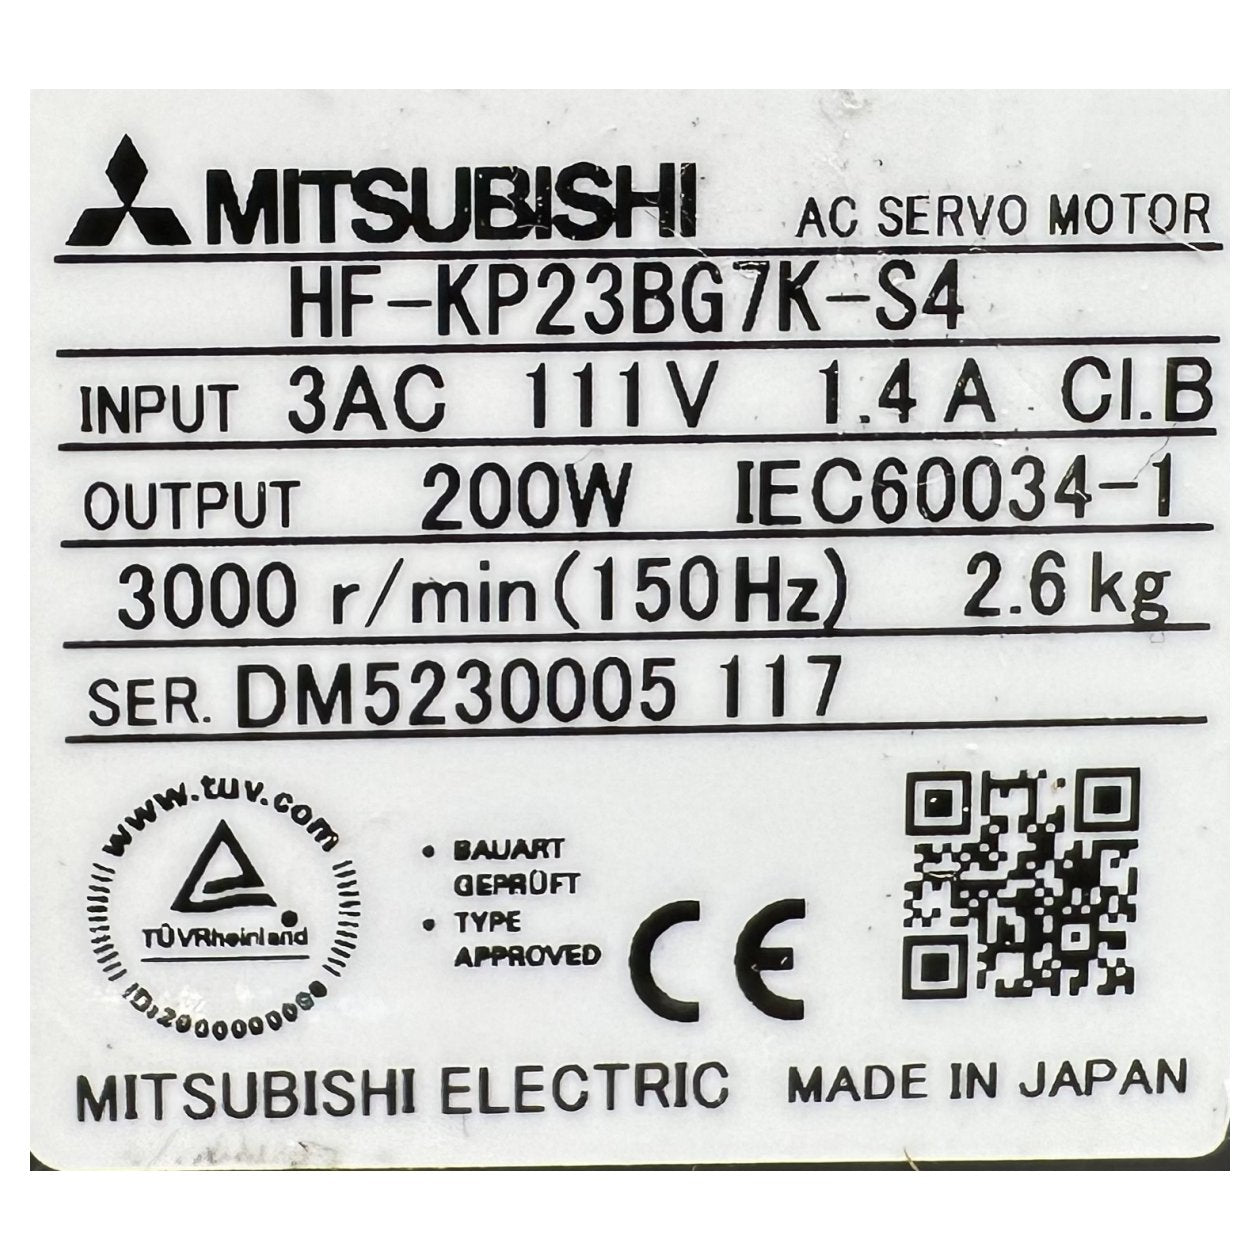 MITSUBISHI AC SERVO MOTOR
HF-KP23BG7K-S4
INPUT 3AC 111V 1.4A Cl.B
OUTPUT 200W IEC60034-1
3000 r/min(150Hz) 2.6kg
SER. DM5230005 117
www.tuv.com
TÜVRheinland
ID:2000000000
• BAUART
GEPRÜFT
• TYPE
APPROVED
CE
MITSUBISHI ELECTRIC MADE IN JAPAN